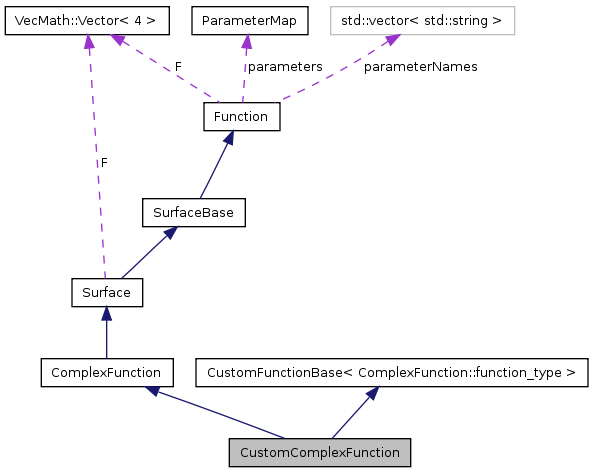 VecMath::Vector< 4 >
ParameterMap
std::vector< std::string >
F
parameters
parameterNames
Function
F
SurfaceBase
Surface
ComplexFunction
CustomFunctionBase< ComplexFunction::function_type >
CustomComplexFunction